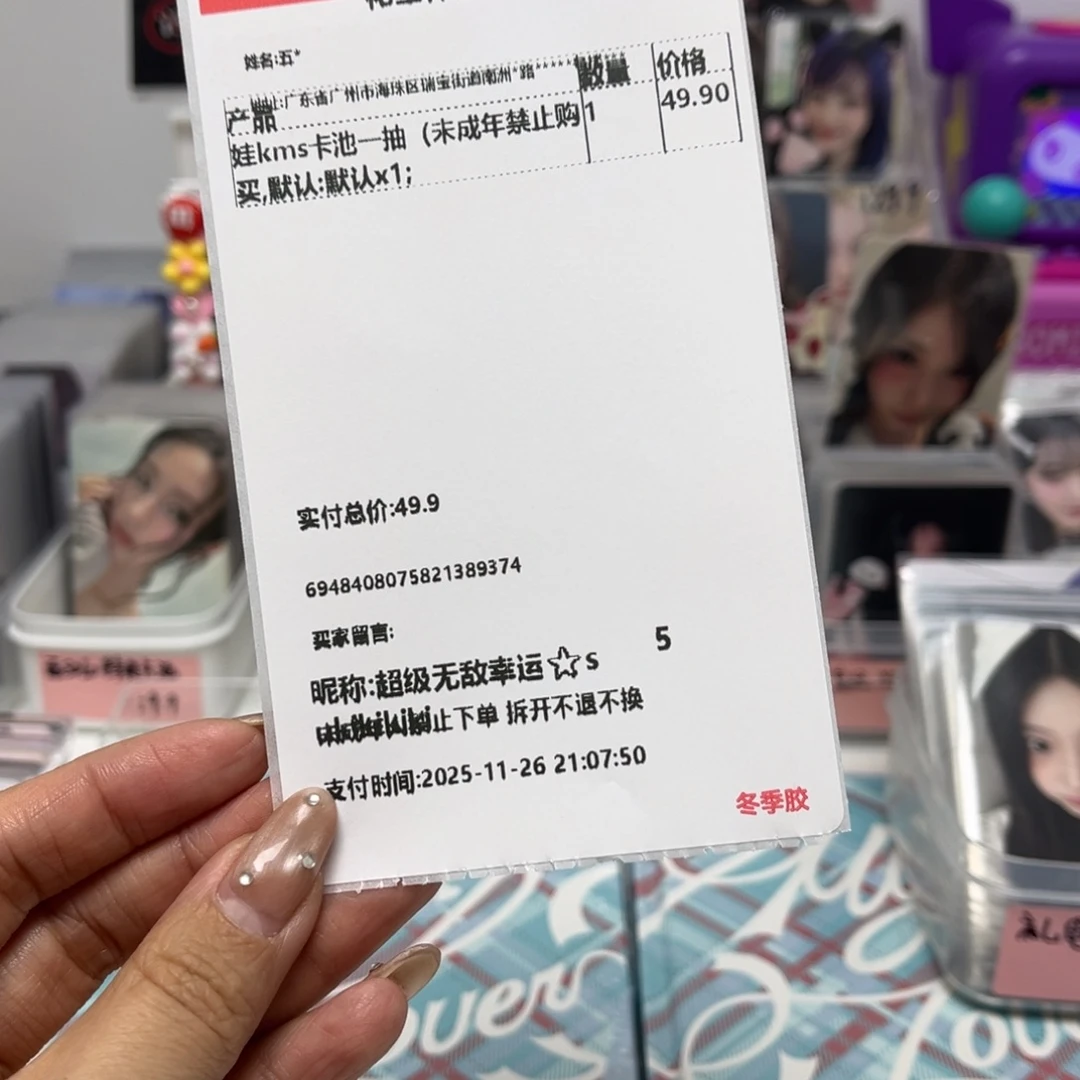 姓名:五*
地址:广东省广州市海珠区瑞宝街道南洲*路*****
产品 数量 价格
娃kms卡池一抽（未成年禁止购 1 49.90
买,默认:默认x1;
实付总价:49.9
6948408075821389374
买家留言:
昵称:超级无敌幸运☆s 5
止下单 拆开不退不换
支付时间:2025-11-26 21:07:50
冬季胶
over